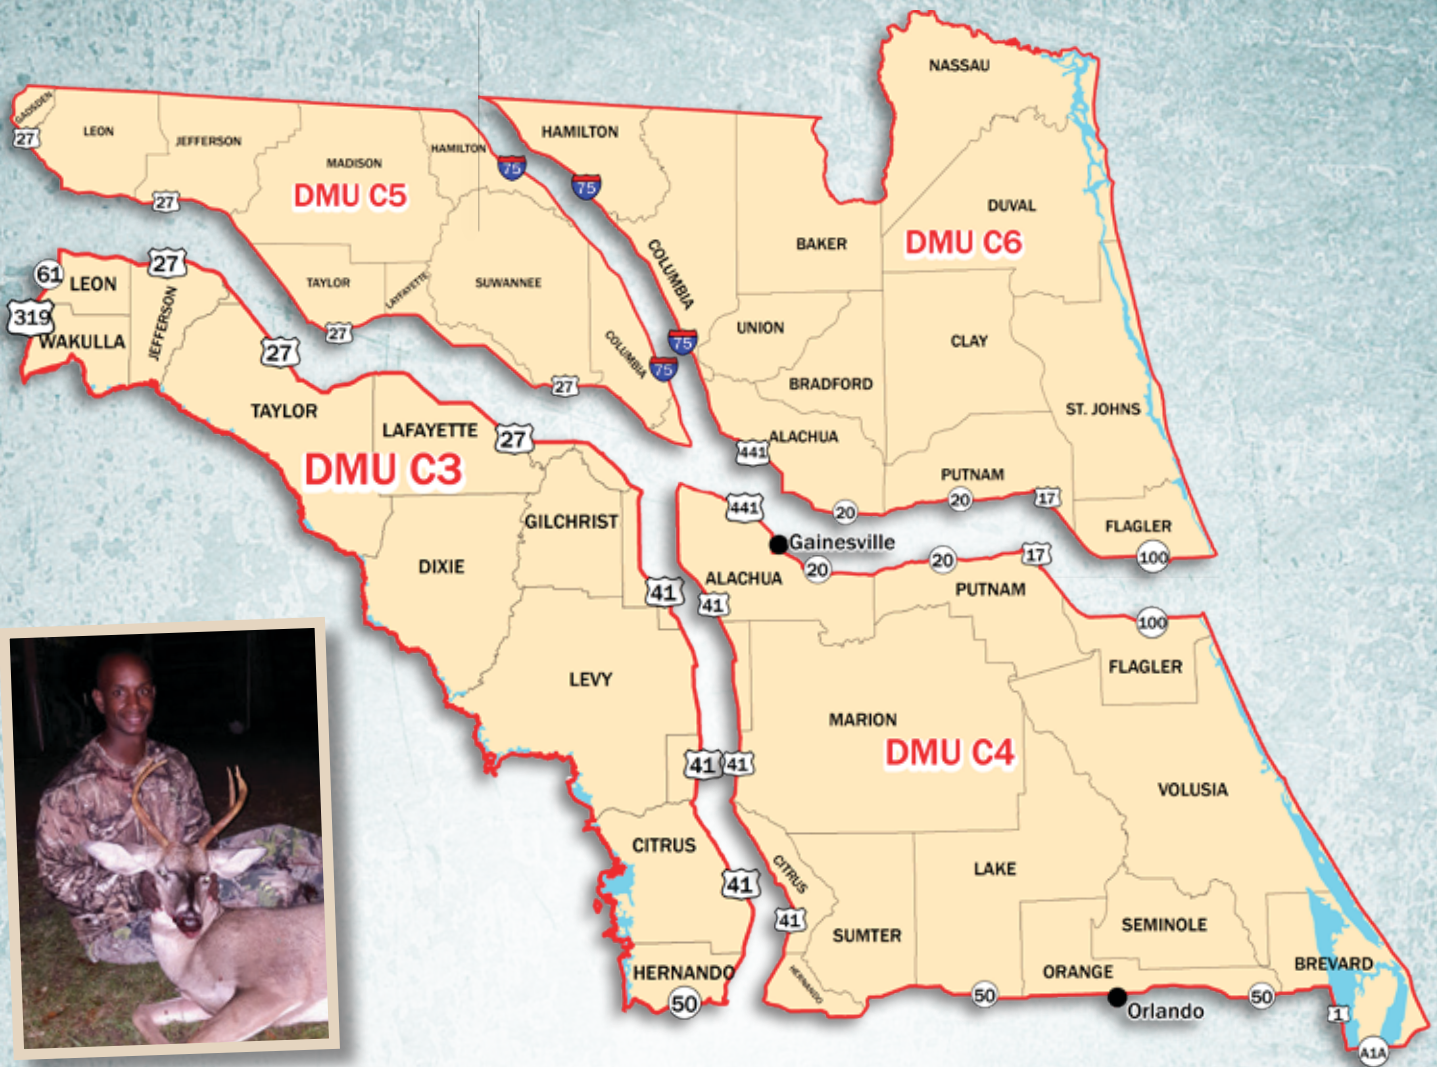 NASSAU
GADSDEN
27
LEON
JEFFERSON
MADISON
HAMILTON
75
HAMILTON
75
27
DMU C5
DUVAL
DMU C6
BAKER
COLUMBIA
TAYLOR
LAFAYETTE
SUWANNEE
27
COLUMBIA
75
75
27
UNION
CLAY
BRADFORD
ST. JOHNS
ALACHUA
441
20
PUTNAM
20
17
FLAGLER
100
61
LEON
27
319
WAKULLA
JEFFERSON
27
TAYLOR
LAFAYETTE
27
DMU C3
GILCHRIST
DIXIE
41
LEVY
41
CITRUS
41
HERNANDO
50
441
Gainesville
20
20
17
ALACHUA
41
PUTNAM
100
FLAGLER
MARION
DMU C4
41
VOLUSIA
CITRUS
LAKE
41
SUMTER
SEMINOLE
HERNANDO
ORANGE
BREVARD
50
Orlando
50
1
A1A